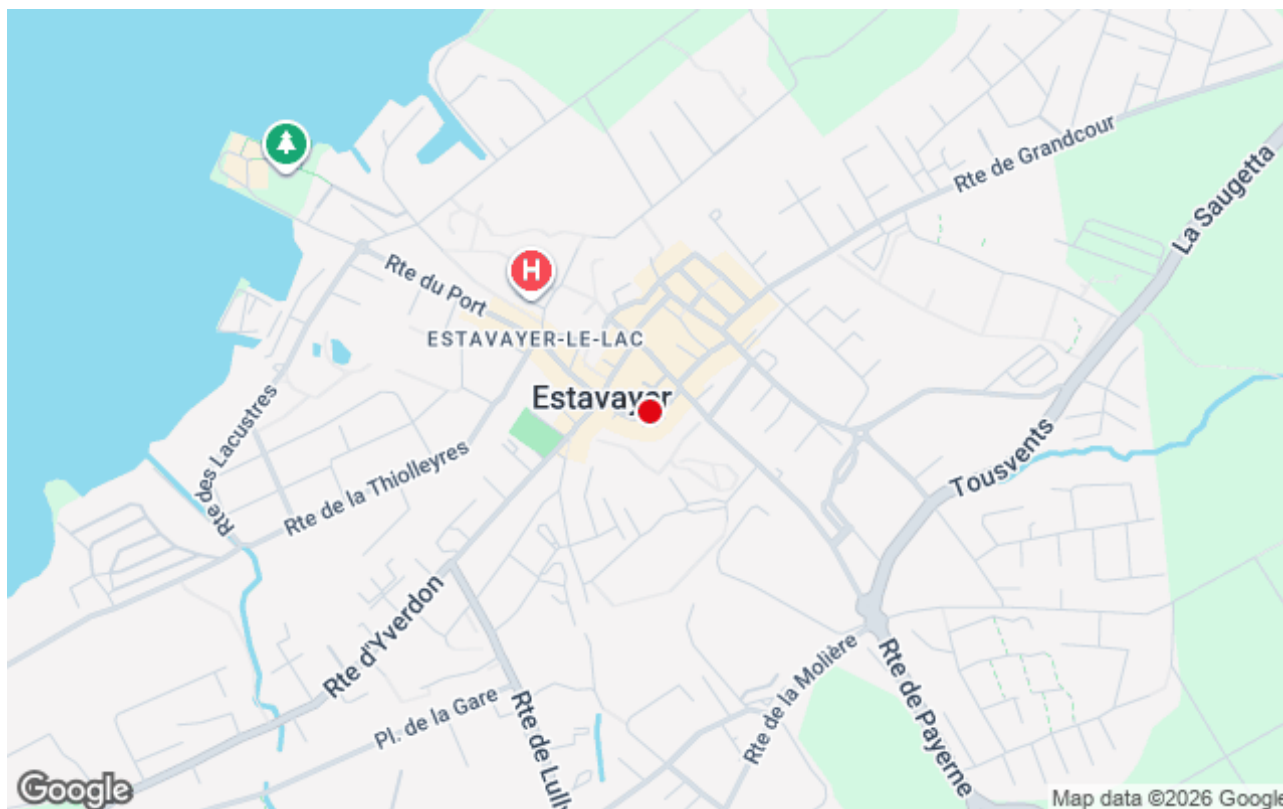 Rte de Grandcour
La Saugetta
Rte du Port
H
ESTAVAYER-LE-LAC
Estavayer
Rte des Lacustres
Rte de la Thiolleyres
Tousvents
Rte d'Yverdon
Rte de la Molière
Rte de Payerne
Pl. de la Gare
Rte de Lully
Google
Map data ©2026 Google